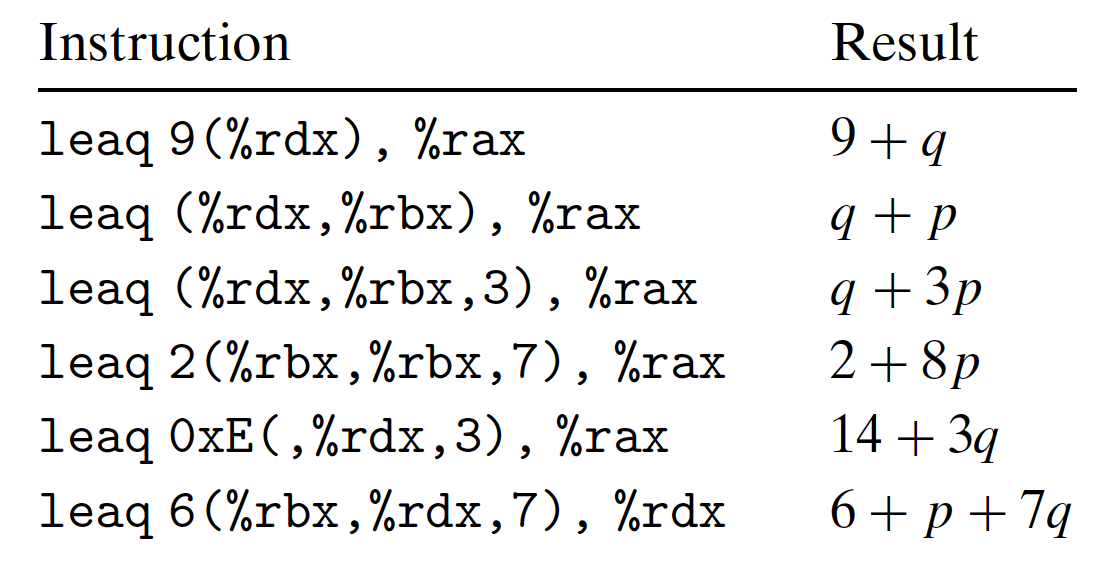 Instruction Result
leaq 9(%rdx), %rax 9 + q
leaq (%rdx,%rbx), %rax q + p
leaq (%rdx,%rbx,3), %rax q + 3p
leaq 2(%rbx,%rbx,7), %rax 2 + 8p
leaq 0xE(,%rdx,3), %rax 14 + 3q
leaq 6(%rbx,%rdx,7), %rdx 6 + p + 7q